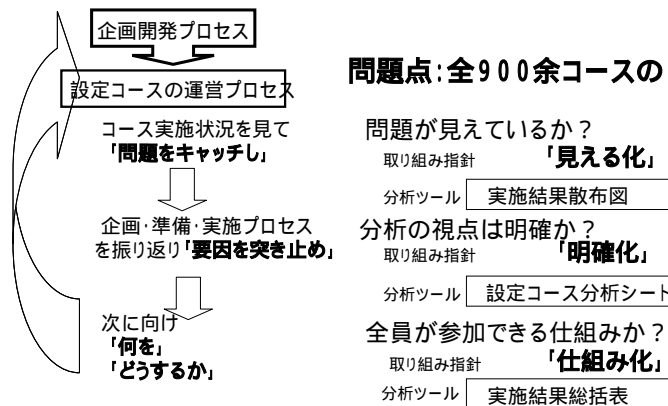 企画開発プロセス
設定コースの運営プロセス
コース実施状況を見て
「問題をキャッチし」
企画・準備・実施プロセス
を振り返り「要因を突き止め」
次に向け
「何を」
「どうするか」
問題点:全900余コースの
問題が見えているか?
取り組み指針 「見える化」
分析ツール 実施結果散布図
分析の視点は明確か?
取り組み指針 「明確化」
分析ツール 設定コース分析シート
全員が参加できる仕組みか?
取り組み指針 「仕組み化」
分析ツール 実施結果総括表